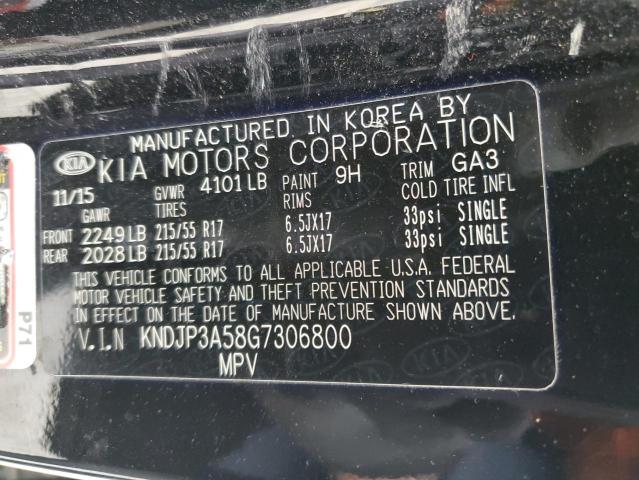 MANUFACTURED IN KOREA BY
KIA KIA MOTORS CORPORATION
11/15 GVWR 4101 LB PAINT 9H TRIM GA3
GAWR TIRES RIMS COLD TIRE INFL
FRONT 2249 LB 215/55 R17 6.5JX17 33psi SINGLE
REAR 2028 LB 215/55 R17 6.5JX17 33psi SINGLE
THIS VEHICLE CONFORMS TO ALL APPLICABLE U.S.A. FEDERAL
MOTOR VEHICLE SAFETY AND THEFT PREVENTION STANDARDS
IN EFFECT ON THE DATE OF MANUFACTURE SHOWN ABOVE.
V.I.N KNDJP3A58G7306800
MPV
P71